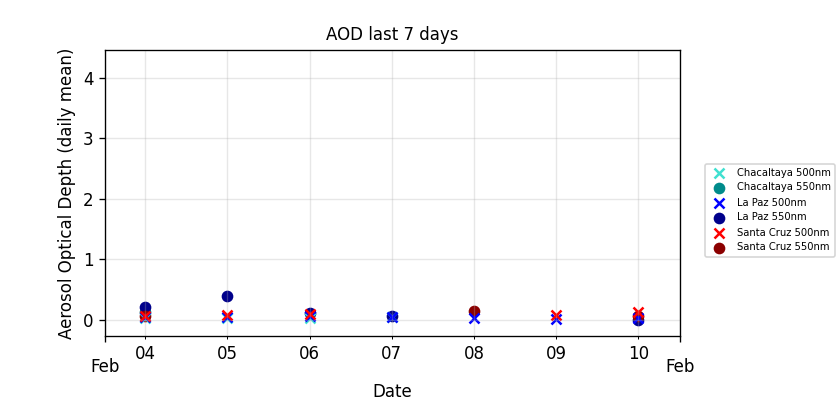 AOD last 7 days
Aerosol Optical Depth (daily mean)
4
3
2
1
0
04 05 06 07 08 09 10
Feb Feb
Date
Chacaltaya 500nm
Chacaltaya 550nm
La Paz 500nm
La Paz 550nm
Santa Cruz 500nm
Santa Cruz 550nm